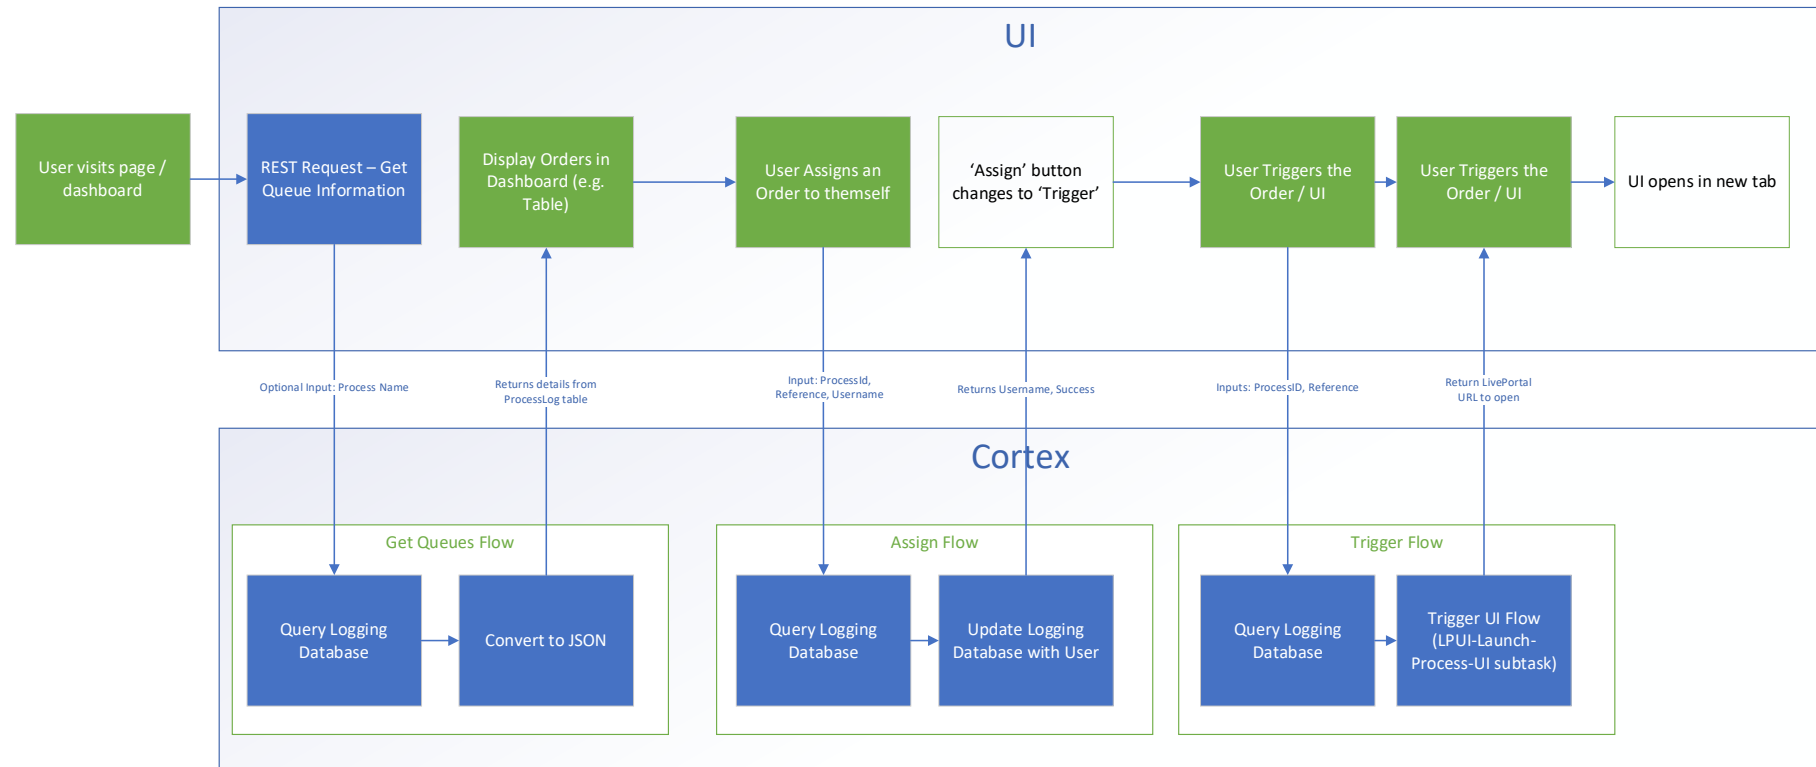 UI
User visits page /
dashboard
REST Request – Get
Queue Information
Display Orders in
Dashboard (e.g.
Table)
User Assigns an
Order to themself
‘Assign’ button
changes to ‘Trigger’
User Triggers the
Order / UI
User Triggers the
Order / UI
UI opens in new tab
Optional Input: Process Name
Returns details from
ProcessLog table
Input: ProcessId,
Reference, Username
Returns Username, Success
Inputs: ProcessID, Reference
Return LivePortal
URL to open
Cortex
Get Queues Flow
Query Logging
Database
Convert to JSON
Assign Flow
Query Logging
Database
Update Logging
Database with User
Trigger Flow
Query Logging
Database
Trigger UI Flow
(LPUI-Launch-
Process-UI subtask)